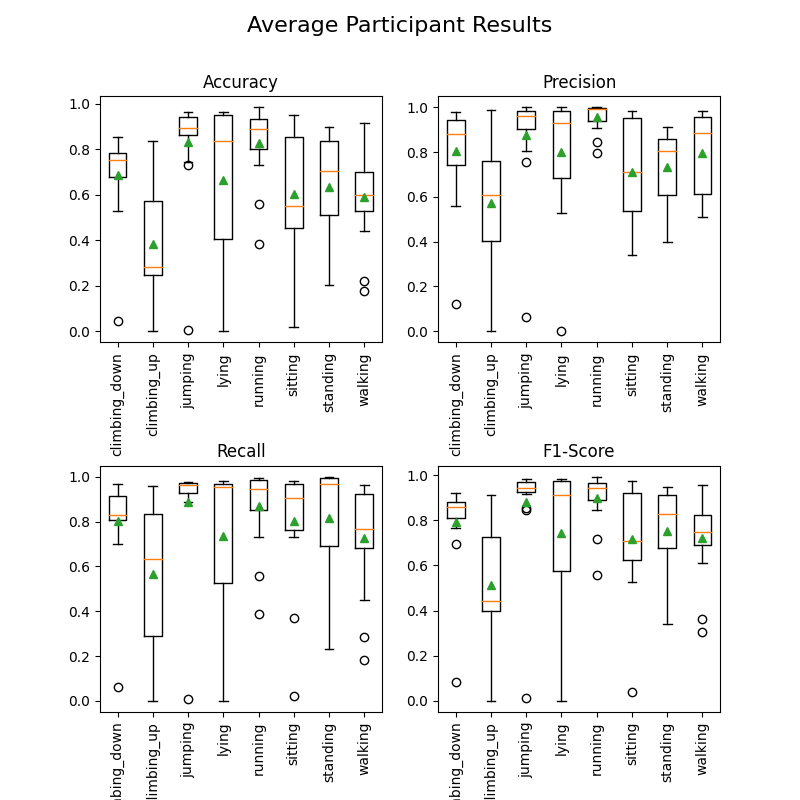 Average Participant Results
Accuracy
Precision
1.0
0.8
0.6
0.4
0.2
0.0
1.0
0.8
0.6
0.4
0.2
0.0
climbing_down
climbing_up
jumping
lying
running
sitting
standing
walking
climbing_down
climbing_up
jumping
lying
running
sitting
standing
walking
Recall
F1-Score
1.0
0.8
0.6
0.4
0.2
0.0
1.0
0.8
0.6
0.4
0.2
0.0
bing_down
limbing_up
jumping
lying
running
sitting
standing
walking
bing_down
limbing_up
jumping
lying
running
sitting
standing
walking